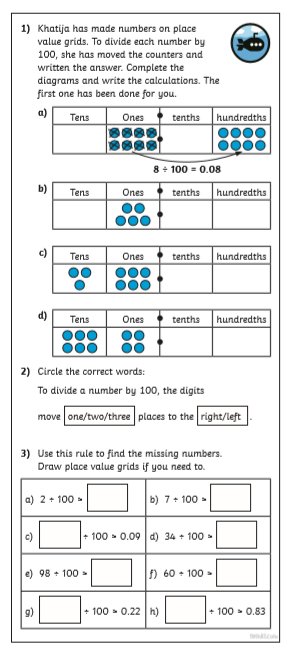 1) Khatija has made numbers on place
value grids. To divide each number by
100, she has moved the counters and
written the answer. Complete the
diagrams and write the calculations. The
first one has been done for you.
a) Tens Ones tenths hundredths
8 ÷ 100 = 0.08
b) Tens Ones tenths hundredths
c) Tens Ones tenths hundredths
d) Tens Ones tenths hundredths
2) Circle the correct words:
To divide a number by 100, the digits
move one/two/three places to the right/left .
3) Use this rule to find the missing numbers.
Draw place value grids if you need to.
a) 2 ÷ 100 = b) 7 ÷ 100 =
c) ÷ 100 = 0.09 d) 34 ÷ 100 =
e) 98 ÷ 100 = f) 60 ÷ 100 =
g) ÷ 100 = 0.22 h) ÷ 100 = 0.83